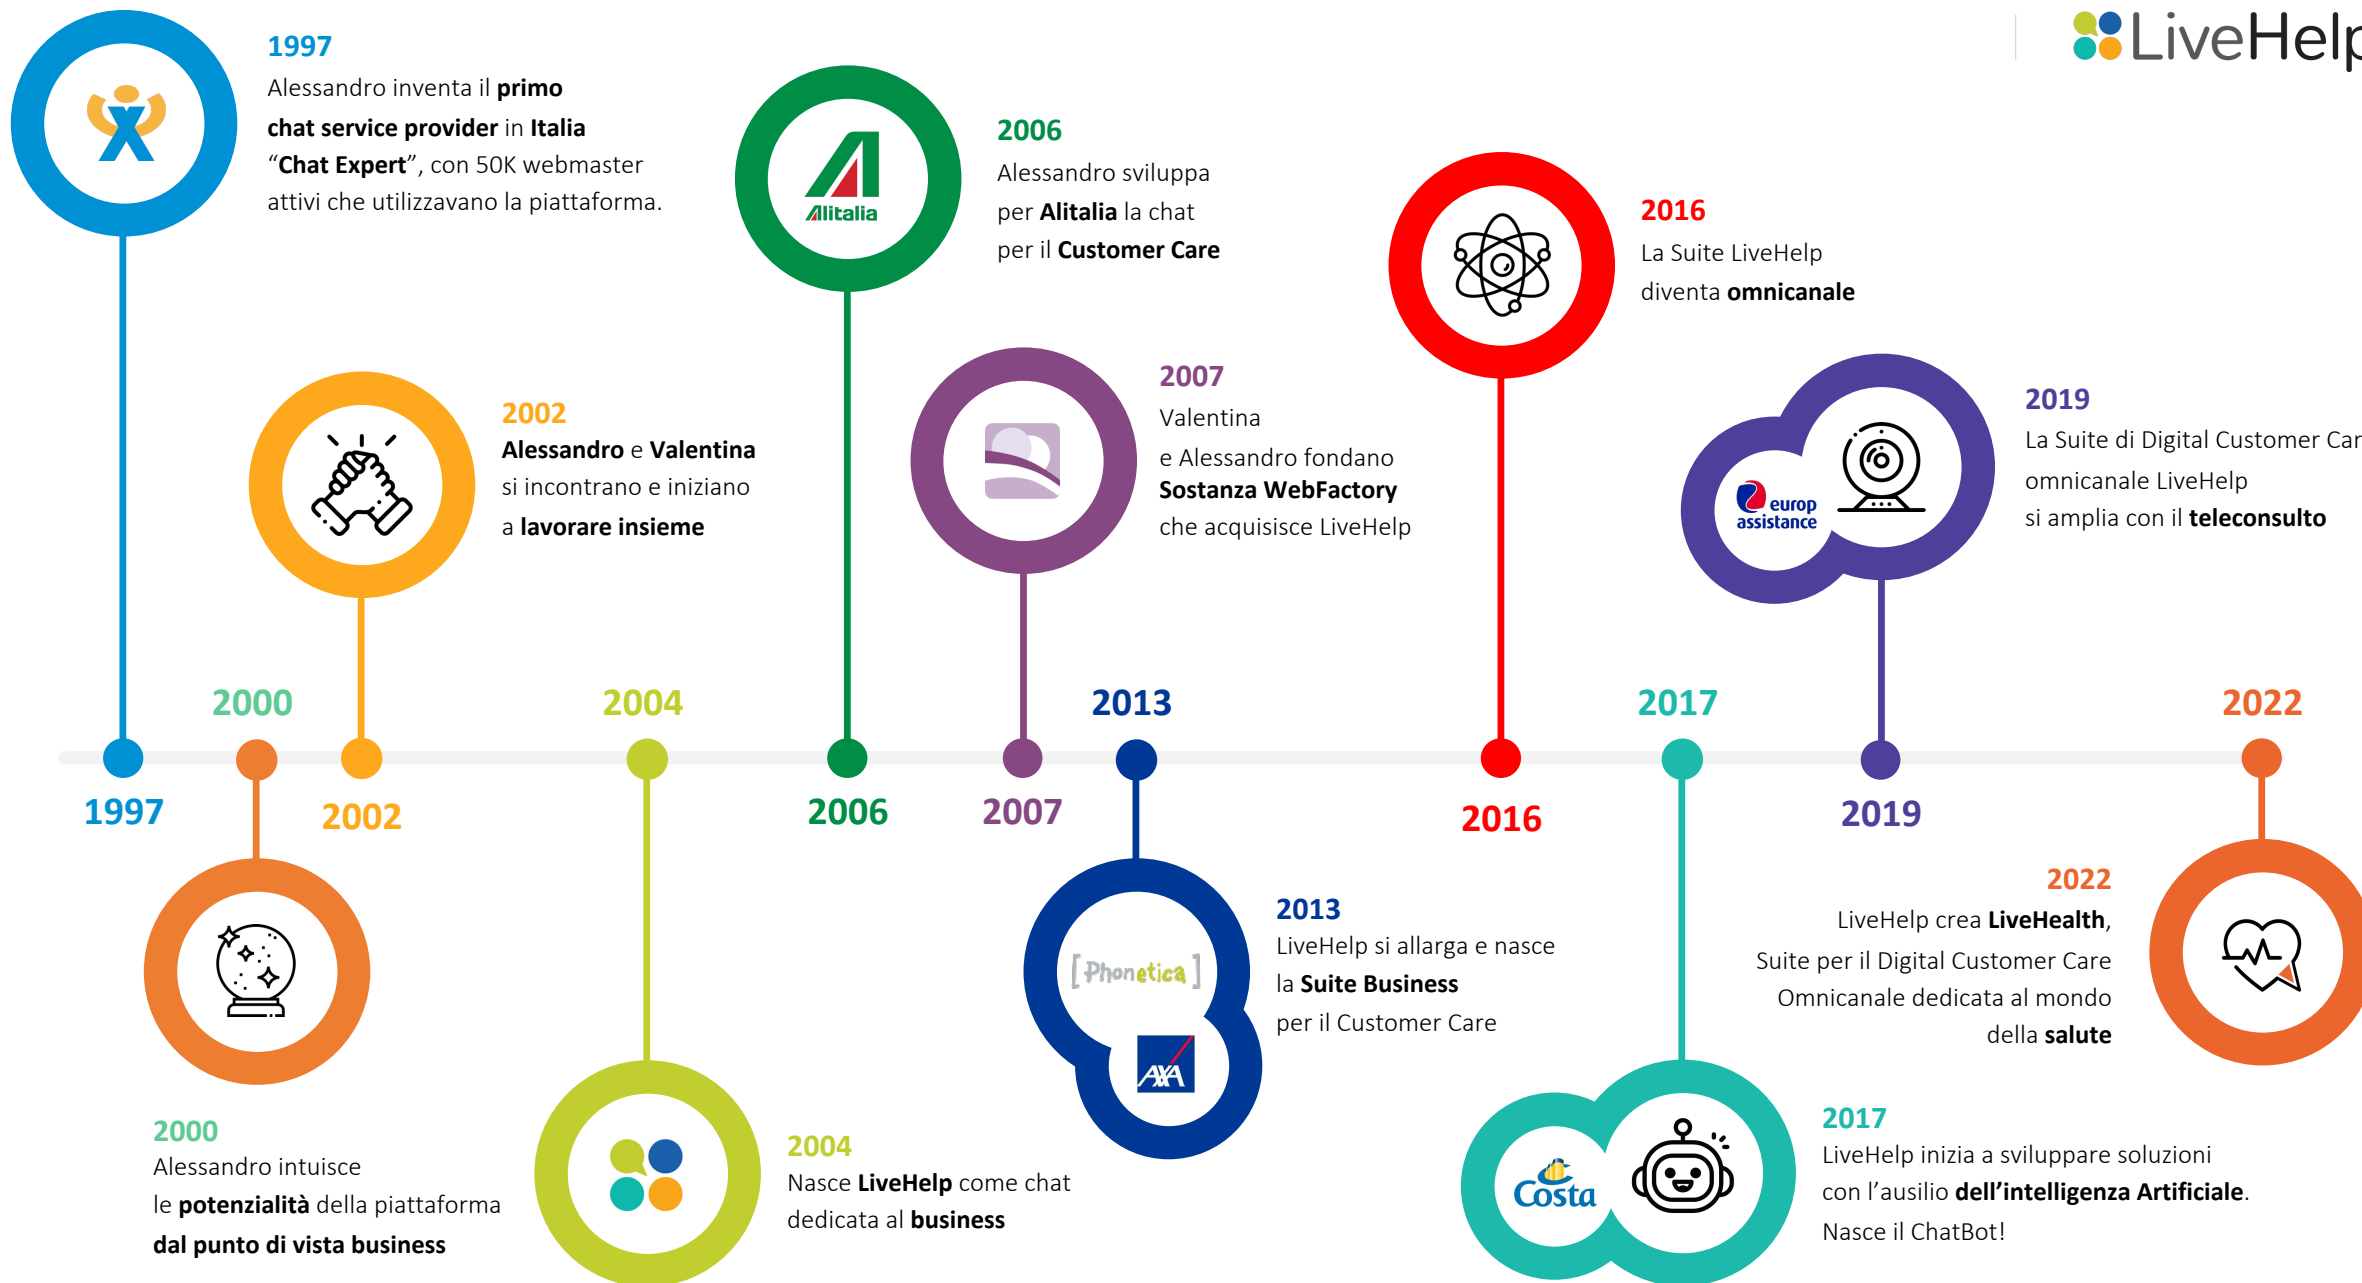 LiveHelp
1997
Alessandro inventa il primo
chat service provider in Italia
“Chat Expert”, con 50K webmaster
attivi che utilizzavano la piattaforma.
Alitalia
2006
Alessandro sviluppa
per Alitalia la chat
per il Customer Care
2016
La Suite LiveHelp
diventa omnicanale
2002
Alessandro e Valentina
si incontrano e iniziano
a lavorare insieme
2007
Valentina
e Alessandro fondano
Sostanza WebFactory
che acquisisce LiveHelp
europ
assistance
2019
La Suite di Digital Customer Car
omnicanale LiveHelp
si amplia con il teleconsulto
2000
2004
2013
2017
2022
1997
2002
2006
2007
2016
2019
2000
Alessandro intuisce
le potenzialità della piattaforma
dal punto di vista business
2004
Nasce LiveHelp come chat
dedicata al business
[Phonetica]
AXA
2013
LiveHelp si allarga e nasce
la Suite Business
per il Customer Care
2022
LiveHelp crea LiveHealth,
Suite per il Digital Customer Care
Omnicanale dedicata al mondo
della salute
Costa
2017
LiveHelp inizia a sviluppare soluzioni
con l’ausilio dell’intelligenza Artificiale.
Nasce il ChatBot!